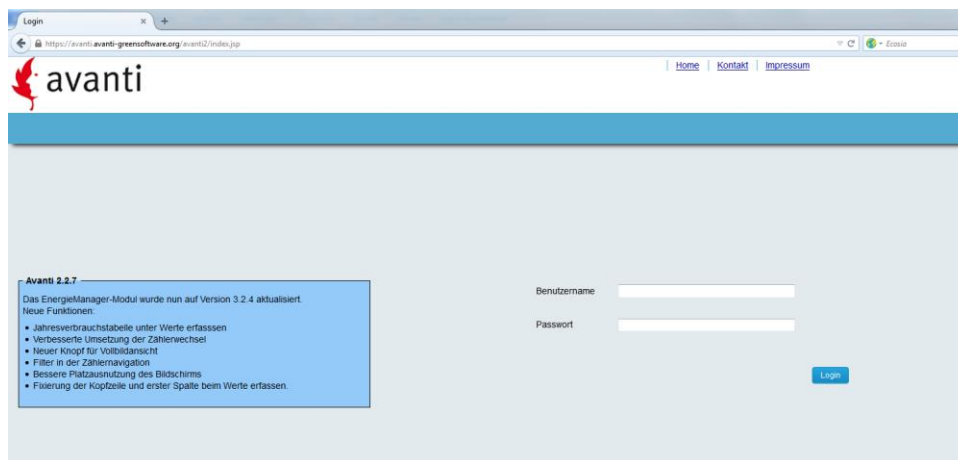 Login
https://avanti.avanti-greensoftware.org/avanti2/index.jsp
Ecosia
avanti
Home | Kontakt | Impressum
Avanti 2.2.7
Das EnergieManager-Modul wurde nun auf Version 3.2.4 aktualisiert.
Neue Funktionen:
• Jahresverbrauchstabelle unter Werte erfasssen
• Verbesserte Umsetzung der Zählerwechsel
• Neuer Knopf für Vollbildansicht
• Filter in der Zählernavigation
• Bessere Platzausnutzung des Bildschirms
• Fixierung der Kopfzeile und erster Spalte beim Werte erfassen.
Benutzername
Passwort
Login